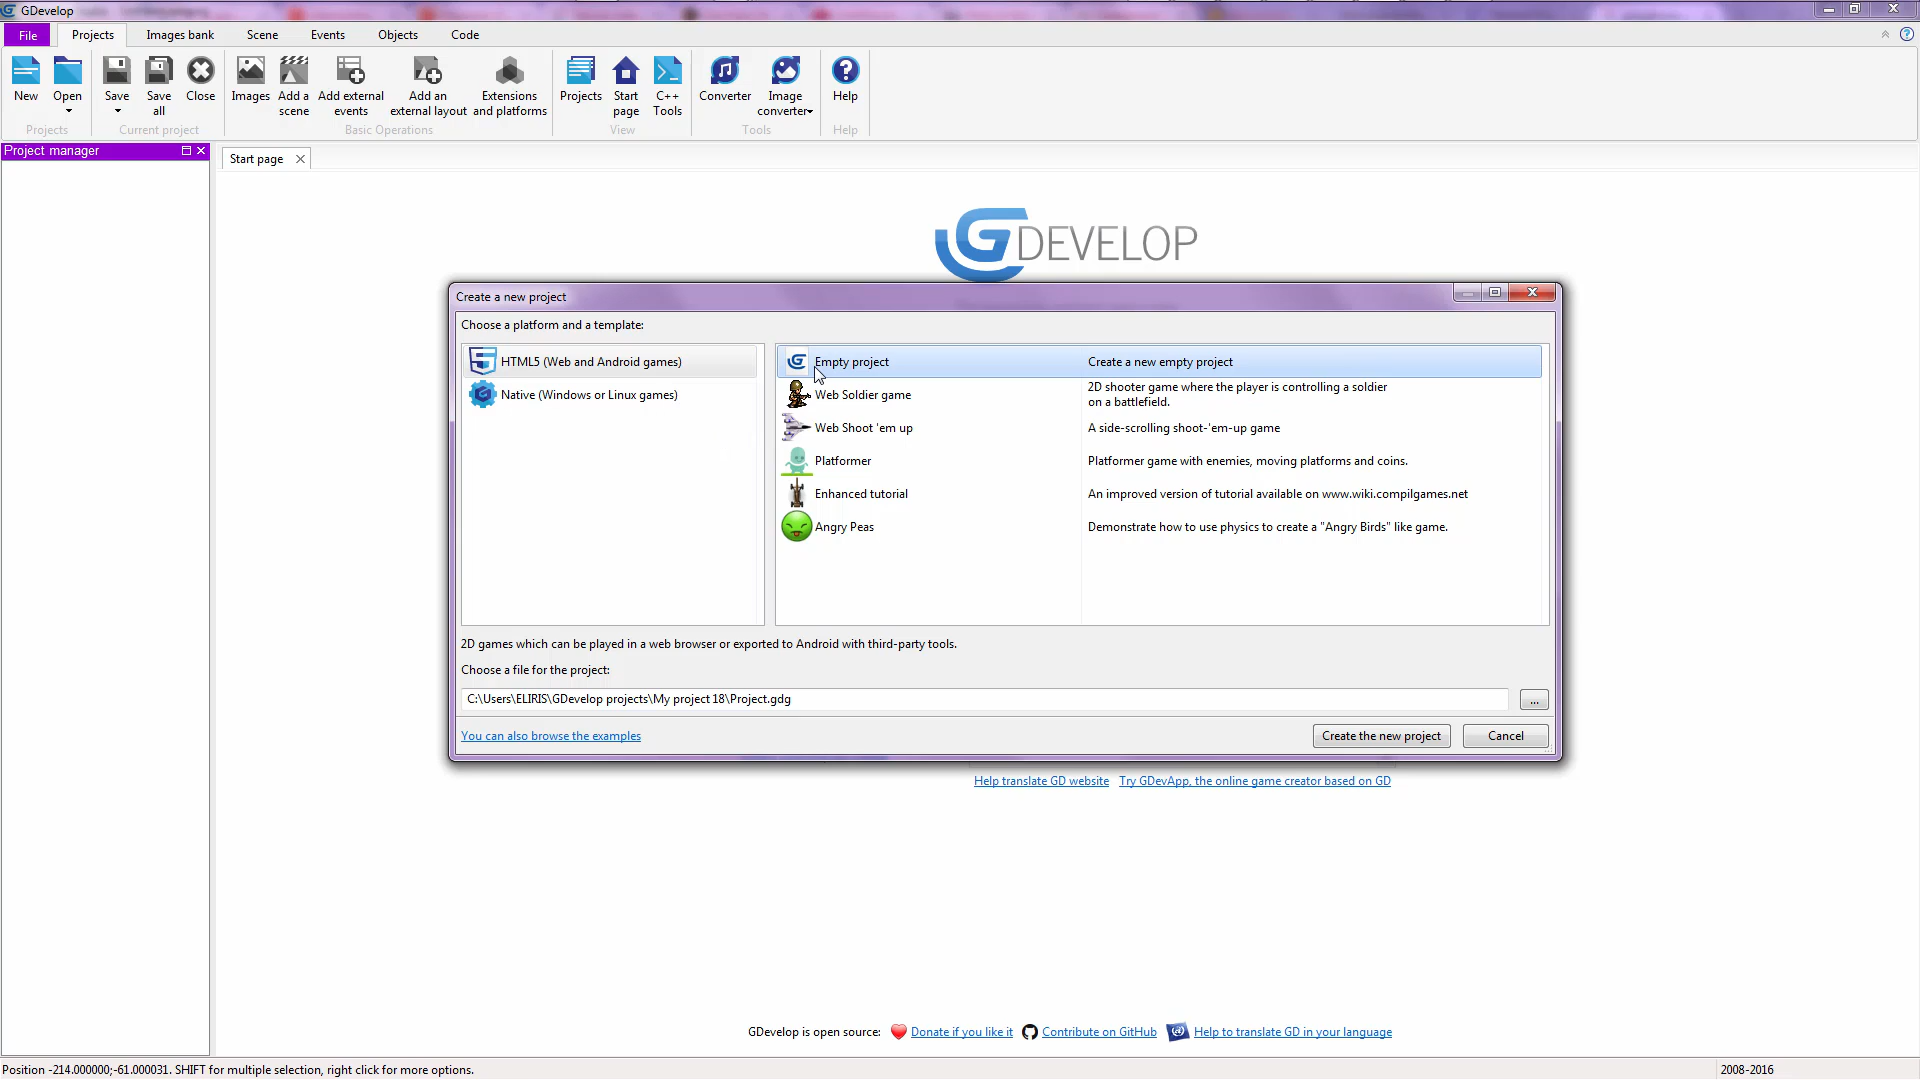 GDevelop
File Projects Images bank Scene Events Objects Code
New Open Save Save all Close Images Add a scene Add external events Add an external layout Extensions and platforms Projects Start page C++ Tools Converter Image converter Help
Projects Current project Basic Operations View Tools Help
Project manager
Start page
GDEVELOP
Create a new project
Choose a platform and a template:
HTML5 (Web and Android games)
Native (Windows or Linux games)
Empty project Create a new empty project
Web Soldier game 2D shooter game where the player is controlling a soldier
on a battlefield.
Web Shoot 'em up A side-scrolling shoot-'em-up game
Platformer Platformer game with enemies, moving platforms and coins.
Enhanced tutorial An improved version of tutorial available on www.wiki.compilgames.net
Angry Peas Demonstrate how to use physics to create a "Angry Birds" like game.
2D games which can be played in a web browser or exported to Android with third-party tools.
Choose a file for the project:
C:\Users\ELIRIS\GDevelop projects\My project 18\Project.gdg
...
You can also browse the examples
Create the new project Cancel
Help translate GD website Try GDevApp, the online game creator based on GD
GDevelop is open source: Donate if you like it Contribute on GitHub Help to translate GD in your language
Position -214.000000;-61.000031. SHIFT for multiple selection, right click for more options. 2008-2016